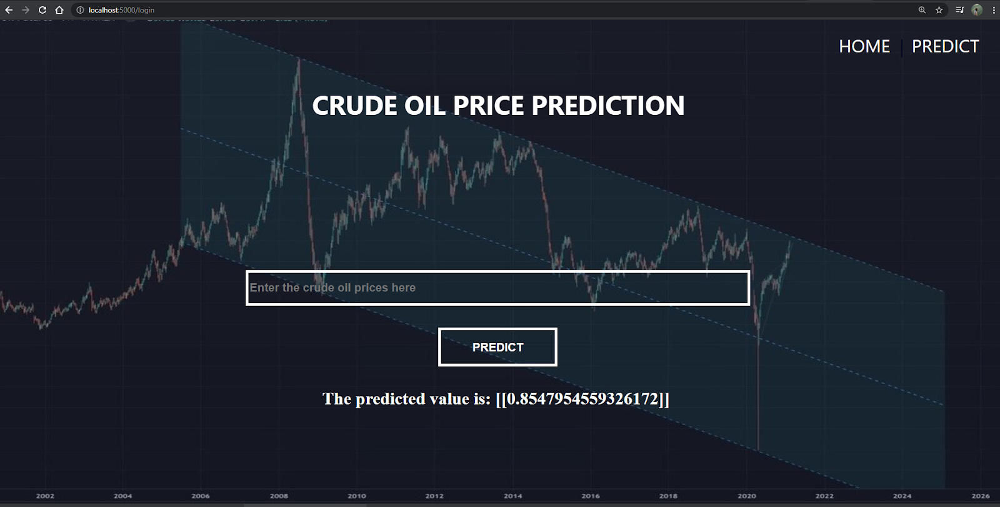 localhost:5000/login
HOME | PREDICT
CRUDE OIL PRICE PREDICTION
Enter the crude oil prices here
PREDICT
The predicted value is: [[0.8547954559326172]]
2002 2004 2006 2008 2010 2012 2014 2016 2018 2020 2022 2024 2026